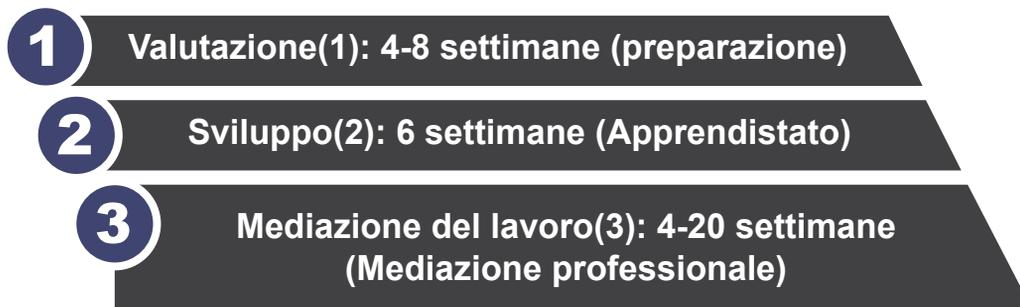 1
Valutazione(1): 4-8 settimane (preparazione)
2
Sviluppo(2): 6 settimane (Apprendistato)
3
Mediazione del lavoro(3): 4-20 settimane
(Mediazione professionale)